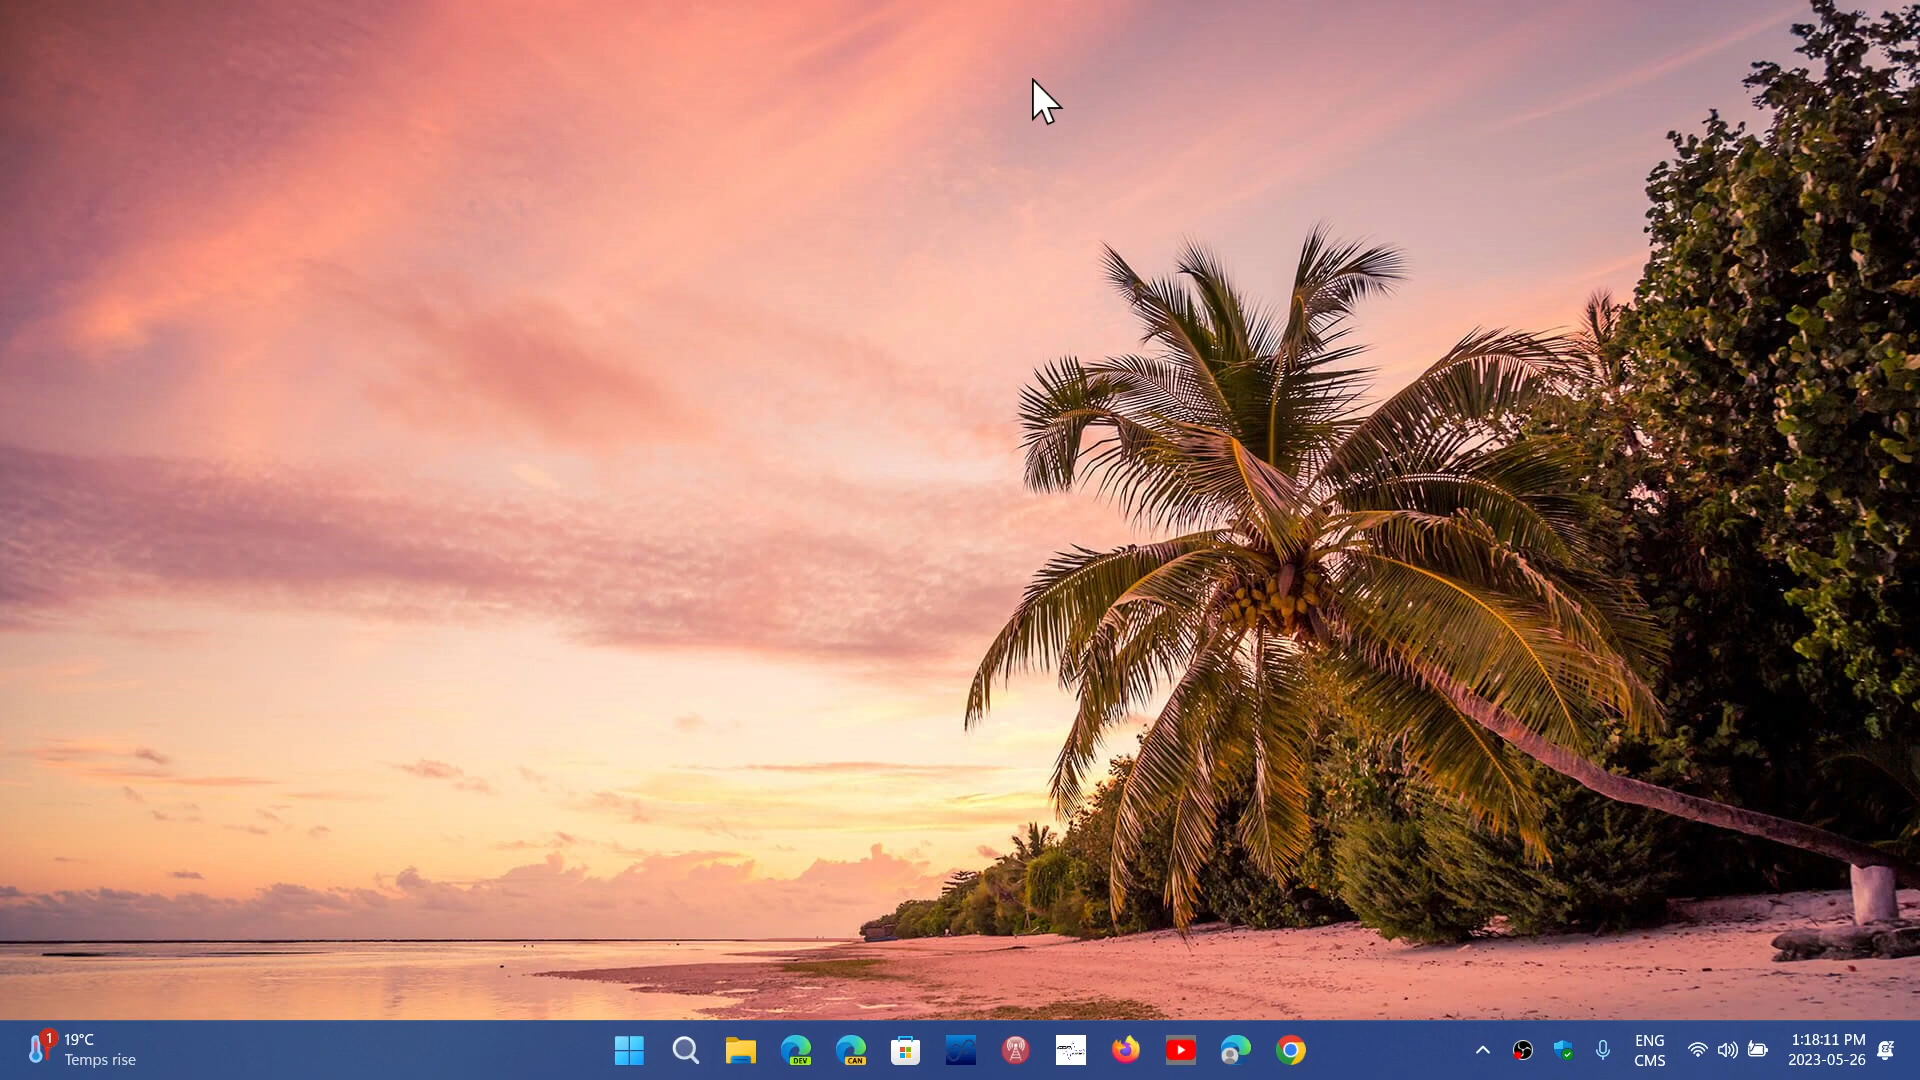 1
19°C
Temps rise
DEV
CAN
ENG
CMS
1:18:11 PM
2023-05-26